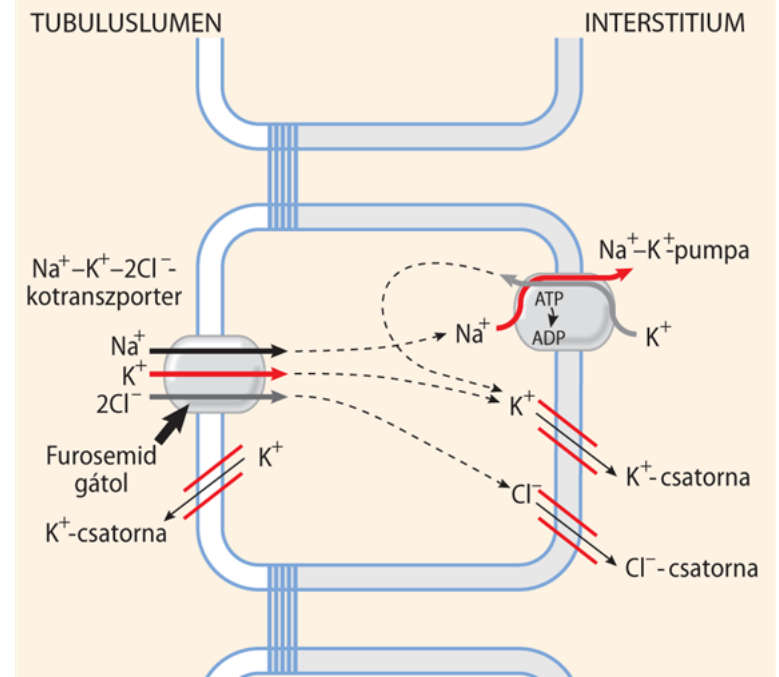 TUBULUSLUMEN
INTERSTITIUM
Na⁺–K⁺-pumpa
Na⁺–K⁺–2Cl⁻-
kotranszporter
ATP
ADP
Na⁺
K⁺
Na⁺
K⁺
2Cl⁻
K⁺
Furosemid
gátol
K⁺
K⁺-csatorna
Cl⁻
K⁺-csatorna
Cl⁻-csatorna